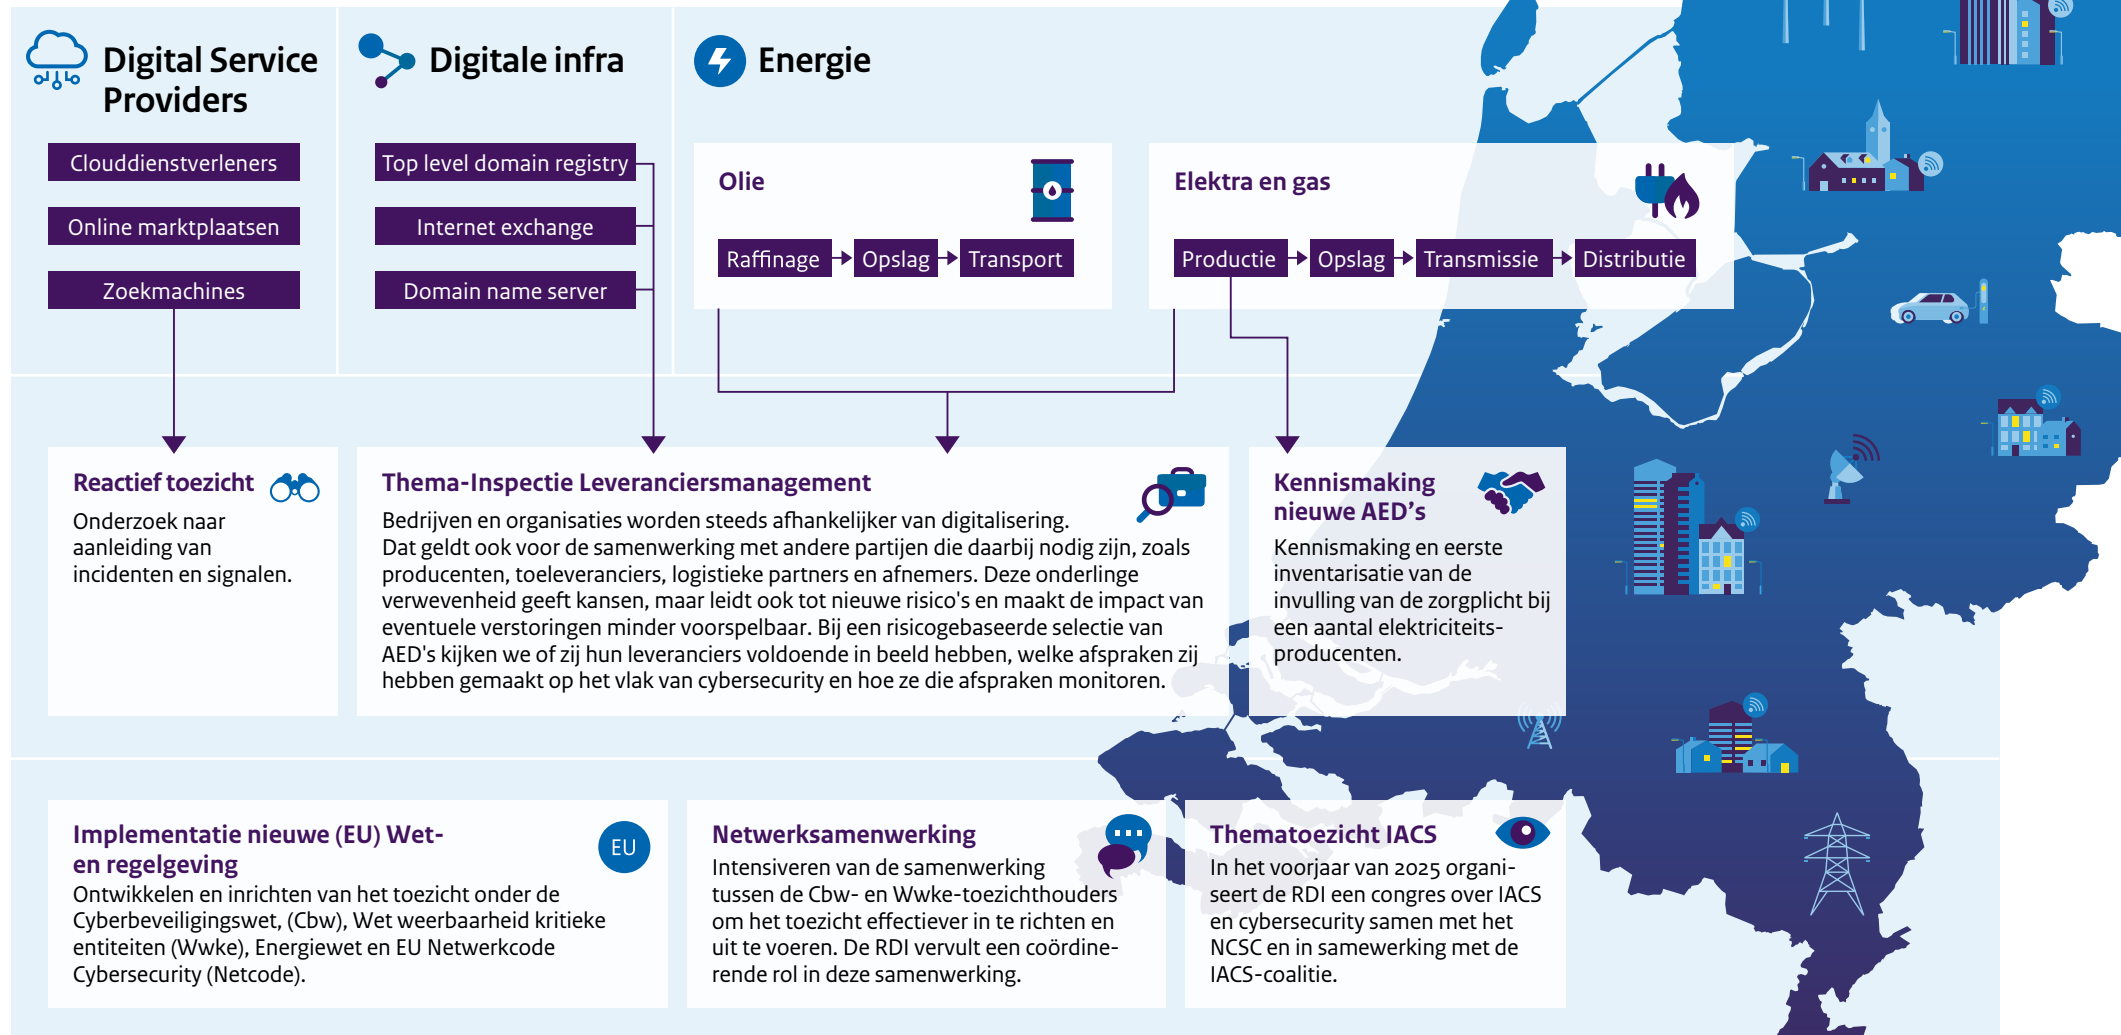 Digital Service
Providers
Clouddienstverleners
Online marktplaatsen
Zoekmachines
Digitale infra
Top level domain registry
Internet exchange
Domain name server
Energie
Olie
Raffinage
Opslag
Transport
Elektra en gas
Productie
Opslag
Transmissie
Distributie
Reactief toezicht
Onderzoek naar
aanleiding van
incidenten en signalen.
Thema-Inspectie Leveranciersmanagement
Bedrijven en organisaties worden steeds afhankelijker van digitalisering.
Dat geldt ook voor de samenwerking met andere partijen die daarbij nodig zijn, zoals
producenten, toeleveranciers, logistieke partners en afnemers. Deze onderlinge
verwevenheid geeft kansen, maar leidt ook tot nieuwe risico's en maakt de impact van
eventuele verstoringen minder voorspelbaar. Bij een risicogebaseerde selectie van
AED's kijken we of zij hun leveranciers voldoende in beeld hebben, welke afspraken zij
hebben gemaakt op het vlak van cybersecurity en hoe ze die afspraken monitoren.
Kennismaking
nieuwe AED’s
Kennismaking en eerste
inventarisatie van de
invulling van de zorgplicht bij
een aantal elektriciteits-
producenten.
Implementatie nieuwe (EU) Wet-
en regelgeving
EU
Ontwikkelen en inrichten van het toezicht onder de
Cyberbeveiligingswet, (Cbw), Wet weerbaarheid kritieke
entiteiten (Wwke), Energiewet en EU Netwerkcode
Cybersecurity (Netcode).
Netwerksamenwerking
Intensiveren van de samenwerking
tussen de Cbw- en Wwke-toezichthouders
om het toezicht effectiever in te richten en
uit te voeren. De RDI vervult een coördine-
rende rol in deze samenwerking.
Thematoezicht IACS
In het voorjaar van 2025 organi-
seert de RDI een congres over IACS
en cybersecurity samen met het
NCSC en in samewerking met de
IACS-coalitie.